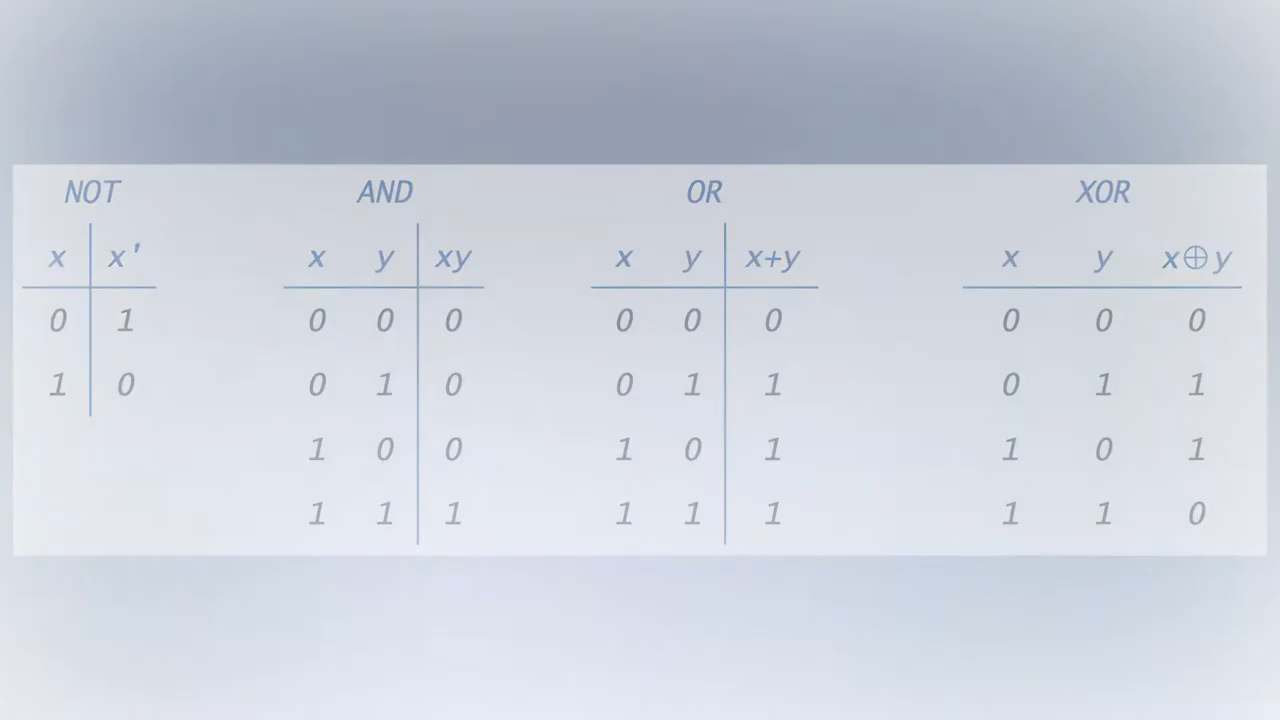 NOT AND OR XOR
x x' x y xy x y x+y x y x⊕y
0 1 0 0 0 0 0 0 0 0 0
1 0 0 1 0 0 1 1 0 1 1
1 0 0 1 0 1 1 0 1
1 1 1 1 1 1 1 1 0